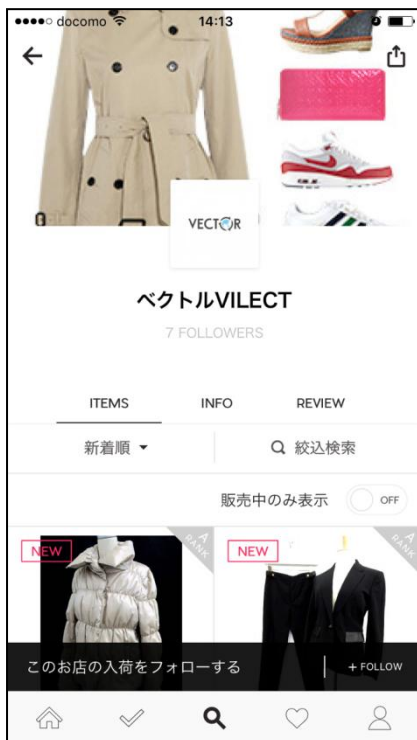 docomo 14:13
VECTOR
ベクトルVILECT
7 FOLLOWERS
ITEMS INFO REVIEW
新着順 絞込検索
販売中のみ表示 OFF
NEW A RANK NEW A RANK
このお店の入荷をフォローする + FOLLOW